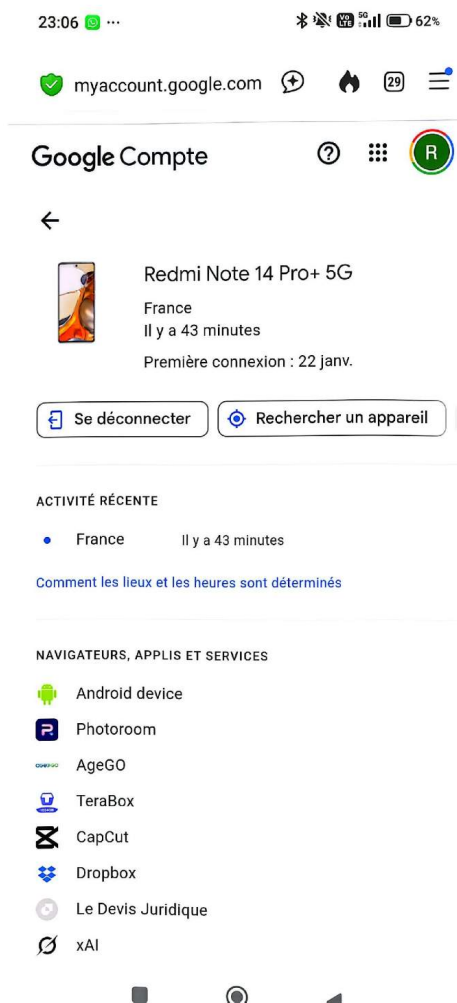 23:06 ... 5G 62%
myaccount.google.com 29
Google Compte R
Redmi Note 14 Pro+ 5G
France
Il y a 43 minutes
Première connexion : 22 janv.
Se déconnecter Rechercher un appareil
ACTIVITÉ RÉCENTE
France Il y a 43 minutes
Comment les lieux et les heures sont déterminés
NAVIGATEURS, APPLIS ET SERVICES
Android device
Photoroom
AgeGO
TeraBox
CapCut
Dropbox
Le Devis Juridique
xAI